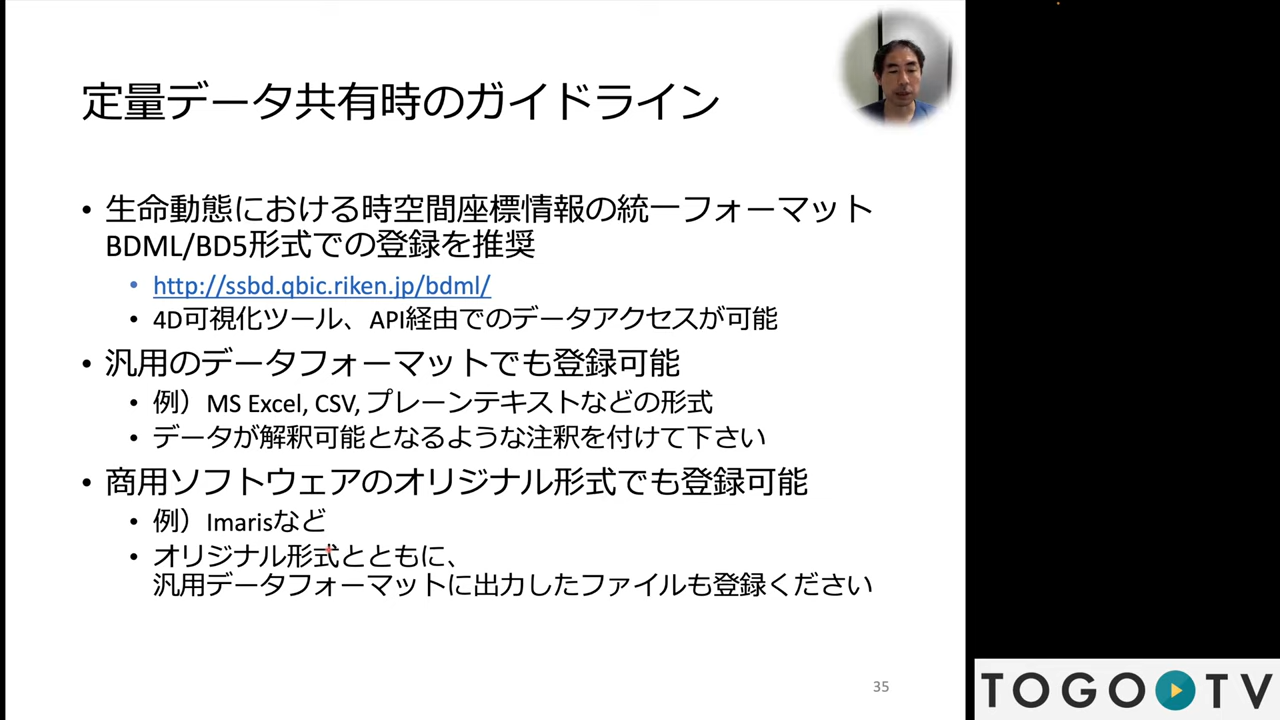 定量データ共有時のガイドライン
• 生命動態における時空間座標情報の統一フォーマット
BDML/BD5形式での登録を推奨
• http://ssbd.qbic.riken.jp/bdml/
• 4D可視化ツール、API経由でのデータアクセスが可能
• 汎用のデータフォーマットでも登録可能
• 例）MS Excel, CSV, プレーンテキストなどの形式
• データが解釈可能となるような注釈を付けて下さい
• 商用ソフトウェアのオリジナル形式でも登録可能
• 例）Imarisなど
• オリジナル形式とともに、
汎用データフォーマットに出力したファイルも登録ください
35
TOGO TV